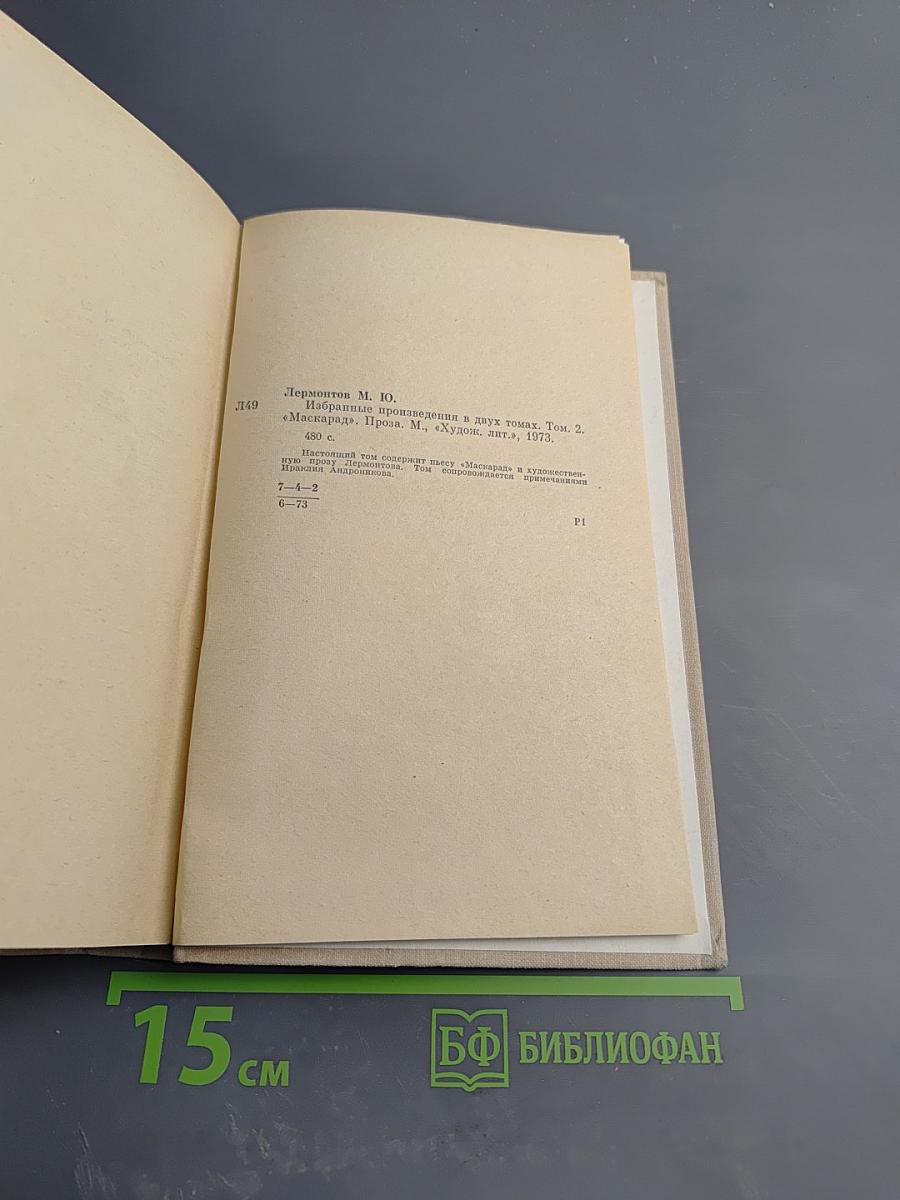 Лермонтов М. Ю.
Л49 Избранные произведения в двух томах. Том. 2.
«Маскарад». Проза. М., «Худож. лит.», 1973.
480 с.
Настоящий том содержит пьесу «Маскарад» и художествен-
ную прозу Лермонтова. Том сопровождается примечаниями
Ираклия Андроникова.
7—4—2
6—73
Р1
15 см
БФ БИБЛИОФАН